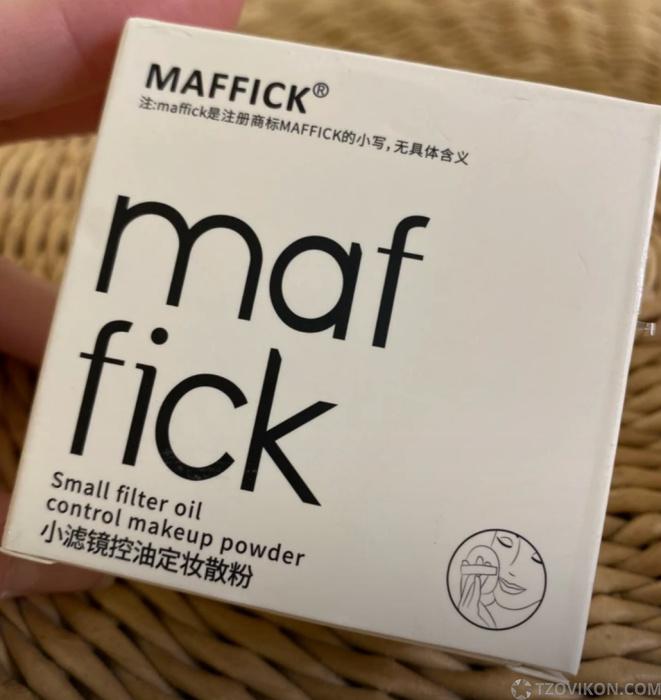 MAFFICK®
注:maffick是注册商标MAFFICK的小写,无具体含义
maf
fick
Small filter oil
control makeup powder
小滤镜控油定妆散粉
TZOVIKON.COM